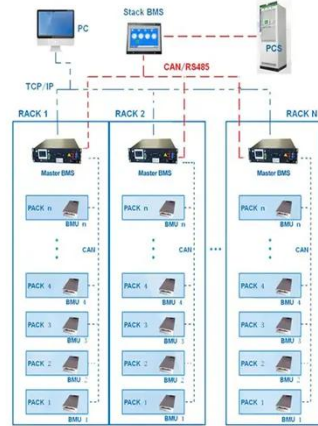 PC
Stack BMS
PCS
CAN/RS485
TCP/IP
RACK 1
RACK 2
RACK N
Master BMS
Master BMS
Master BMS
PACK n
BMU n
PACK n
BMU n
PACK n
BMU n
CAN
CAN
CAN
PACK 4
BMU 4
PACK 4
BMU 4
PACK 4
BMU 4
PACK 3
BMU 3
PACK 3
BMU 3
PACK 3
BMU 3
PACK 2
BMU 2
PACK 2
BMU 2
PACK 2
BMU 2
PACK 1
BMU 1
PACK 1
BMU 1
PACK 1
BMU 1